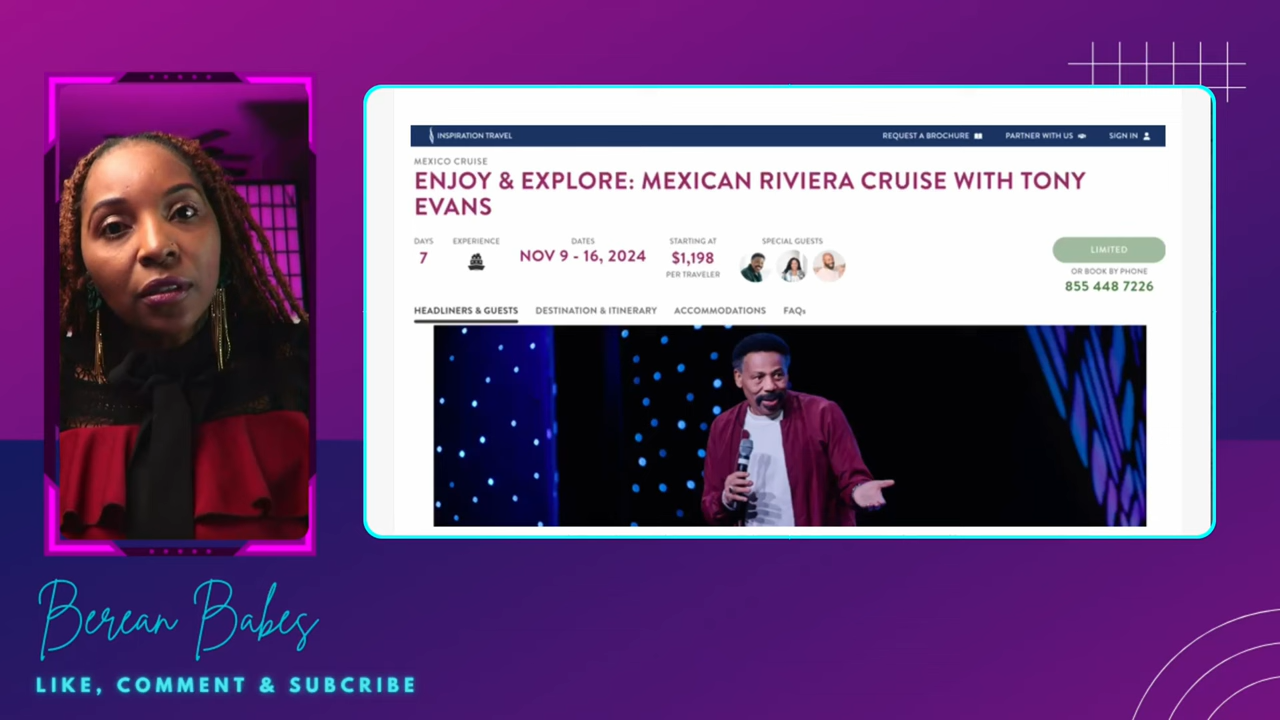 INSPIRATION TRAVEL
REQUEST A BROCHURE
PARTNER WITH US
SIGN IN
MEXICO CRUISE
ENJOY & EXPLORE: MEXICAN RIVIERA CRUISE WITH TONY
EVANS
DAYS
7
EXPERIENCE
DATES
NOV 9 - 16, 2024
STARTING AT
$1,198
PER TRAVELER
SPECIAL GUESTS
LIMITED
OR BOOK BY PHONE
855 448 7226
HEADLINERS & GUESTS
DESTINATION & ITINERARY
ACCOMMODATIONS
FAQs
Berean Babes
LIKE, COMMENT & SUBCRIBE